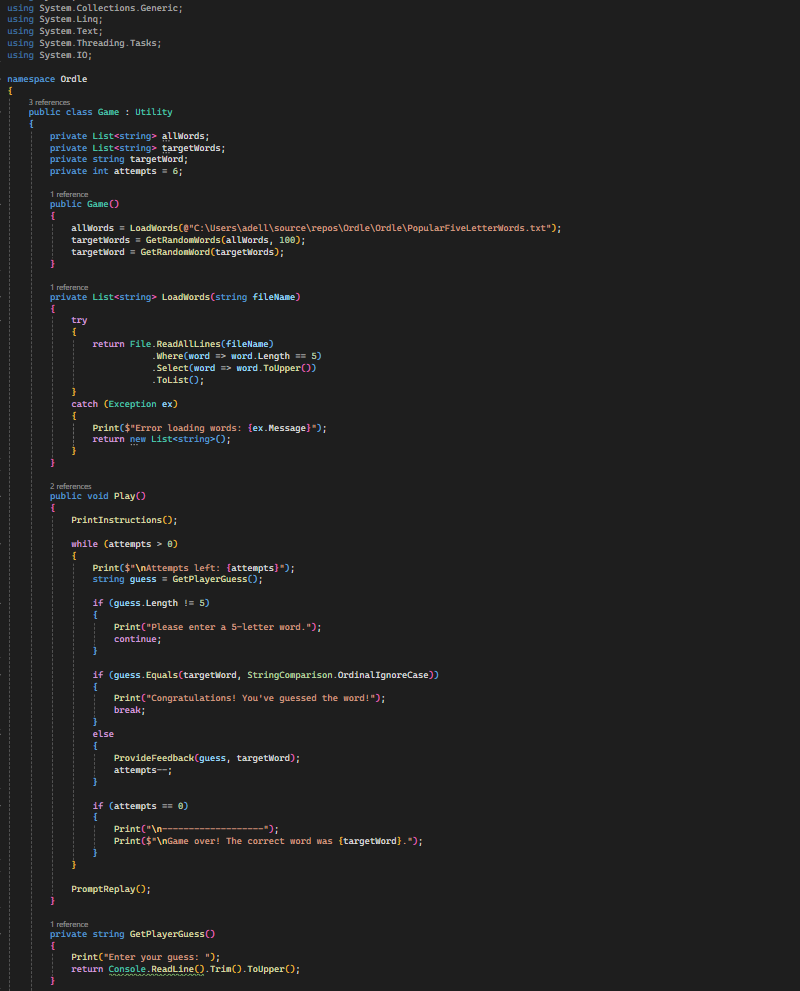 using System.Collections.Generic;
using System.Linq;
using System.Text;
using System.Threading.Tasks;
using System.IO;

namespace Ordle
{
    3 references
    public class Game : Utility
    {
        private List<string> allWords;
        private List<string> targetWords;
        private string targetWord;
        private int attempts = 6;

        1 reference
        public Game()
        {
            allWords = LoadWords(@"C:\Users\adell\source\repos\Ordle\Ordle\PopularFiveLetterWords.txt");
            targetWords = GetRandomWords(allWords, 100);
            targetWord = GetRandomWord(targetWords);
        }

        1 reference
        private List<string> LoadWords(string fileName)
        {
            try
            {
                return File.ReadAllLines(fileName)
                           .Where(word => word.Length == 5)
                           .Select(word => word.ToUpper())
                           .ToList();
            }
            catch (Exception ex)
            {
                Print($"Error loading words: {ex.Message}");
                return new List<string>();
            }
        }

        2 references
        public void Play()
        {
            PrintInstructions();

            while (attempts > 0)
            {
                Print($"\nAttempts left: {attempts}");
                string guess = GetPlayerGuess();

                if (guess.Length != 5)
                {
                    Print("Please enter a 5-letter word.");
                    continue;
                }

                if (guess.Equals(targetWord, StringComparison.OrdinalIgnoreCase))
                {
                    Print("Congratulations! You've guessed the word!");
                    break;
                }
                else
                {
                    ProvideFeedback(guess, targetWord);
                    attempts--;
                }

                if (attempts == 0)
                {
                    Print("\n-------------------");
                    Print($"\nGame over! The correct word was {targetWord}.");
                }
            }

            PromptReplay();
        }

        1 reference
        private string GetPlayerGuess()
        {
            Print("Enter your guess: ");
            return Console.ReadLine().Trim().ToUpper();
        }